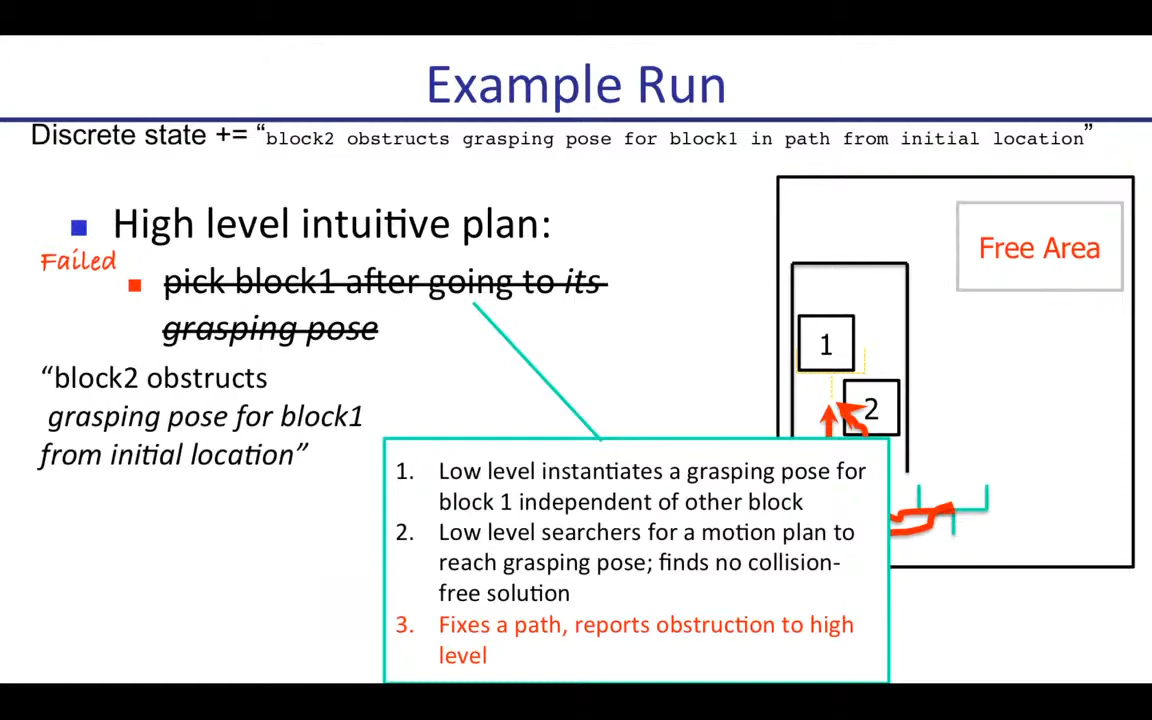 Example Run
Discrete state += “block2 obstructs grasping pose for block1 in path from initial location”
High level intuitive plan:
Failed
pick block1 after going to its
grasping pose
“block2 obstructs
grasping pose for block1
from initial location”
1. Low level instantiates a grasping pose for
block 1 independent of other block
2. Low level searchers for a motion plan to
reach grasping pose; finds no collision-
free solution
3. Fixes a path, reports obstruction to high
level
Free Area
1
2